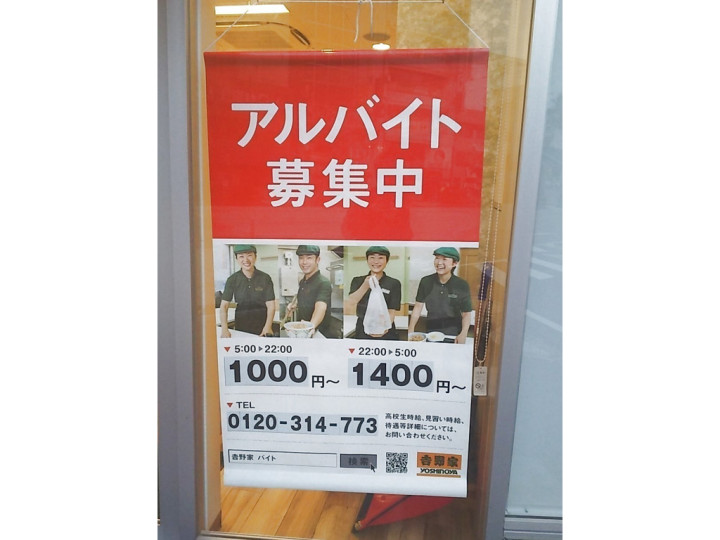 アルバイト
募集中
▼5:00▶22:00
1000円～
▼22:00▶5:00
1400円～
▼TEL
0120-314-773
高校生時給、見習い時給、
待遇等詳細については、
お問い合わせください。
吉野家 バイト
検索
吉野家
YOSHINOYA